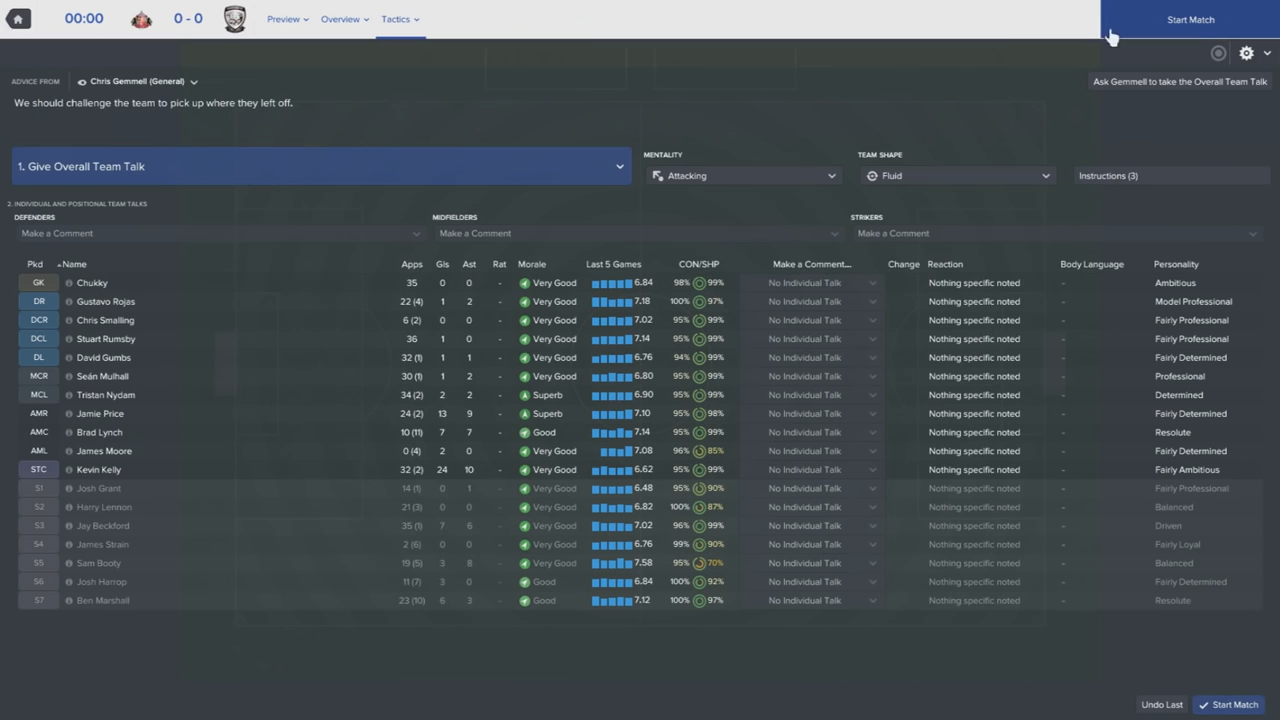 00:00 0 - 0 Preview Overview Tactics Start Match
ADVICE FROM Chris Gemmell (General) Ask Gemmell to take the Overall Team Talk
We should challenge the team to pick up where they left off.
MENTALITY TEAM SHAPE
1. Give Overall Team Talk Attacking Fluid Instructions (3)
2. INDIVIDUAL AND POSITIONAL TEAM TALKS
DEFENDERS MIDFIELDERS STRIKERS
Make a Comment Make a Comment Make a Comment
Pkd Name Apps Gls Ast Rat Morale Last 5 Games CON/SHP Make a Comment... Change Reaction Body Language Personality
GK Chukky 35 0 0 - Very Good 6.84 98% 99% No Individual Talk Nothing specific noted - Ambitious
DR Gustavo Rojas 22 (4) 1 2 - Very Good 7.18 100% 97% No Individual Talk Nothing specific noted - Model Professional
DCR Chris Smalling 6 (2) 0 0 - Very Good 7.02 95% 99% No Individual Talk Nothing specific noted - Fairly Professional
DCL Stuart Rumsby 36 1 0 - Very Good 7.14 95% 99% No Individual Talk Nothing specific noted - Fairly Professional
DL David Gumbs 32 (1) 1 1 - Very Good 6.76 94% 99% No Individual Talk Nothing specific noted - Fairly Determined
MCR Seán Mulhall 30 (1) 1 2 - Very Good 6.80 95% 99% No Individual Talk Nothing specific noted - Professional
MCL Tristan Nydam 34 (2) 2 2 - Superb 6.90 95% 99% No Individual Talk Nothing specific noted - Determined
AMR Jamie Price 24 (2) 13 9 - Superb 7.10 95% 98% No Individual Talk Nothing specific noted - Fairly Determined
AMC Brad Lynch 10 (11) 7 7 - Good 7.14 95% 99% No Individual Talk Nothing specific noted - Resolute
AML James Moore 0 (4) 2 0 - Very Good 7.08 96% 85% No Individual Talk Nothing specific noted - Fairly Determined
STC Kevin Kelly 32 (2) 24 10 - Very Good 6.62 95% 99% No Individual Talk Nothing specific noted - Fairly Ambitious
S1 Josh Grant 14 (1) 0 1 - Very Good 6.48 95% 90% No Individual Talk Nothing specific noted - Fairly Professional
S2 Harry Lennon 21 (3) 0 0 - Very Good 6.82 100% 87% No Individual Talk Nothing specific noted - Balanced
S3 Jay Beckford 35 (1) 7 6 - Very Good 7.02 96% 99% No Individual Talk Nothing specific noted - Driven
S4 James Strain 2 (6) 0 0 - Very Good 6.76 99% 90% No Individual Talk Nothing specific noted - Fairly Loyal
S5 Sam Booty 19 (5) 3 8 - Very Good 7.58 95% 70% No Individual Talk Nothing specific noted - Balanced
S6 Josh Harrop 11 (7) 3 0 - Good 6.84 100% 92% No Individual Talk Nothing specific noted - Fairly Determined
S7 Ben Marshall 23 (10) 6 3 - Good 7.12 100% 97% No Individual Talk Nothing specific noted - Resolute
Undo Last Start Match